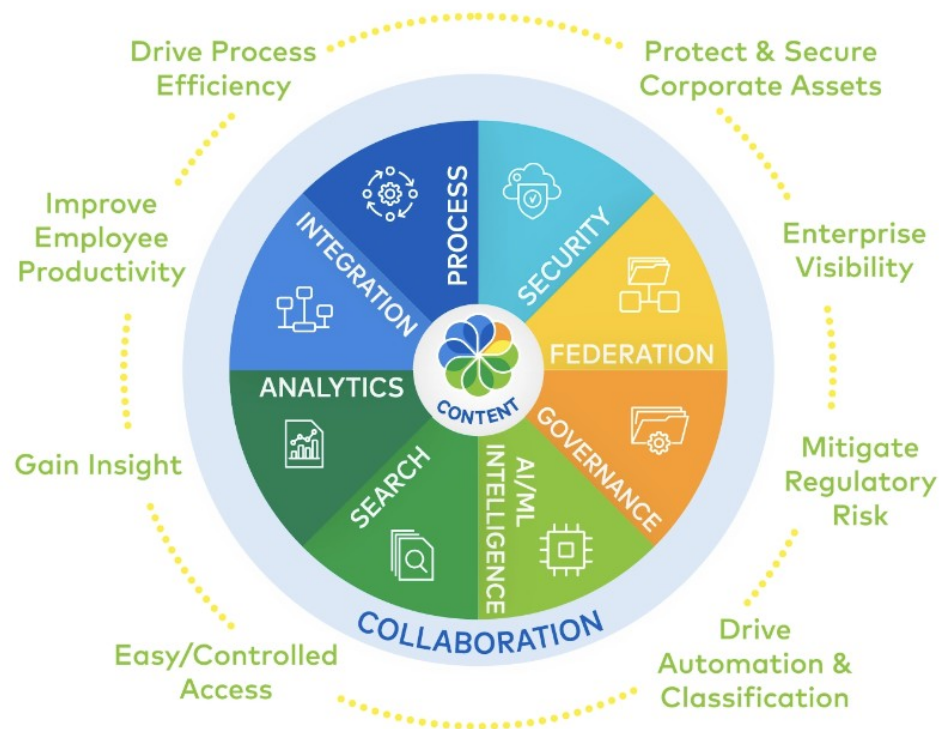 Drive Process
Efficiency
Protect & Secure
Corporate Assets
Improve
Employee
Productivity
Enterprise
Visibility
PROCESS
SECURITY
INTEGRATION
FEDERATION
ANALYTICS
CONTENT
GOVERNANCE
SEARCH
AI/ML
INTELLIGENCE
COLLABORATION
Gain Insight
Mitigate
Regulatory
Risk
Easy/Controlled
Access
Drive
Automation &
Classification